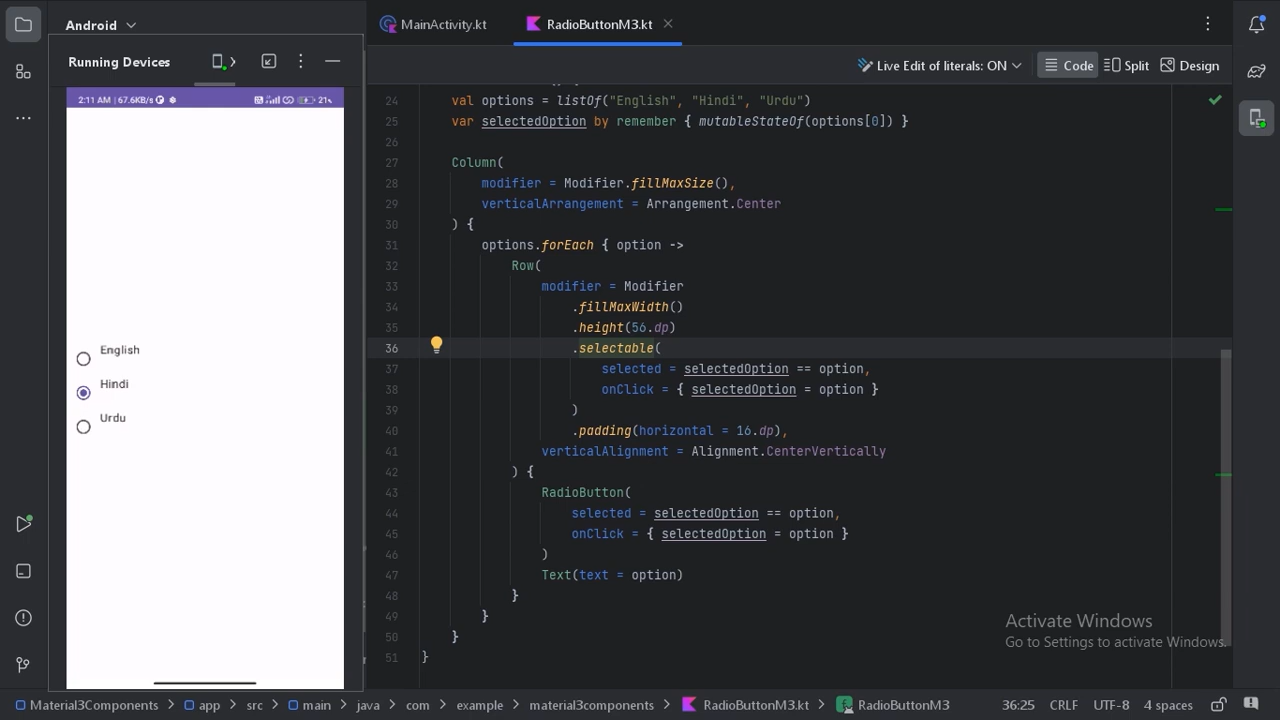 Android
MainActivity.kt
RadioButtonM3.kt
Running Devices
Live Edit of literals: ON
Code
Split
Design
2:11 AM | 67.6KB/s
21%
English
Hindi
Urdu
24 val options = listOf("English", "Hindi", "Urdu")
25 var selectedOption by remember { mutableStateOf(options[0]) }
26
27 Column(
28 modifier = Modifier.fillMaxSize(),
29 verticalArrangement = Arrangement.Center
30 ) {
31 options.forEach { option ->
32 Row(
33 modifier = Modifier
34 .fillMaxWidth()
35 .height(56.dp)
36 .selectable(
37 selected = selectedOption == option,
38 onClick = { selectedOption = option }
39 )
40 .padding(horizontal = 16.dp),
41 verticalAlignment = Alignment.CenterVertically
42 ) {
43 RadioButton(
44 selected = selectedOption == option,
45 onClick = { selectedOption = option }
46 )
47 Text(text = option)
48 }
49 }
50 }
51 }
Activate Windows
Go to Settings to activate Windows.
Material3Components > app > src > main > java > com > example > material3components > RadioButtonM3.kt > RadioButtonM3
36:25 CRLF UTF-8 4 spaces